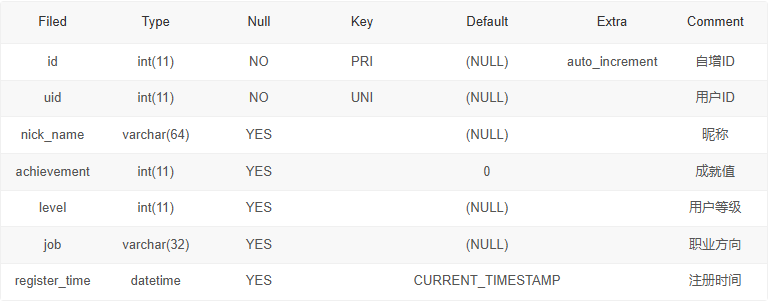 Filed Type Null Key Default Extra Comment
id int(11) NO PRI (NULL) auto_increment 自增ID
uid int(11) NO UNI (NULL) 用户ID
nick_name varchar(64) YES (NULL) 昵称
achievement int(11) YES 0 成就值
level int(11) YES (NULL) 用户等级
job varchar(32) YES (NULL) 职业方向
register_time datetime YES CURRENT_TIMESTAMP 注册时间